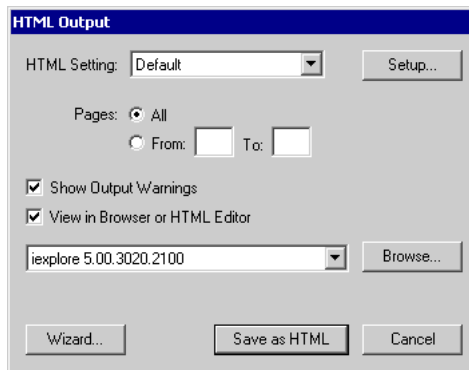 HTML Output
HTML Setting: Default Setup...
Pages: All
From: To:
Show Output Warnings
View in Browser or HTML Editor
iexplore 5.00.3020.2100 Browse...
Wizard... Save as HTML Cancel